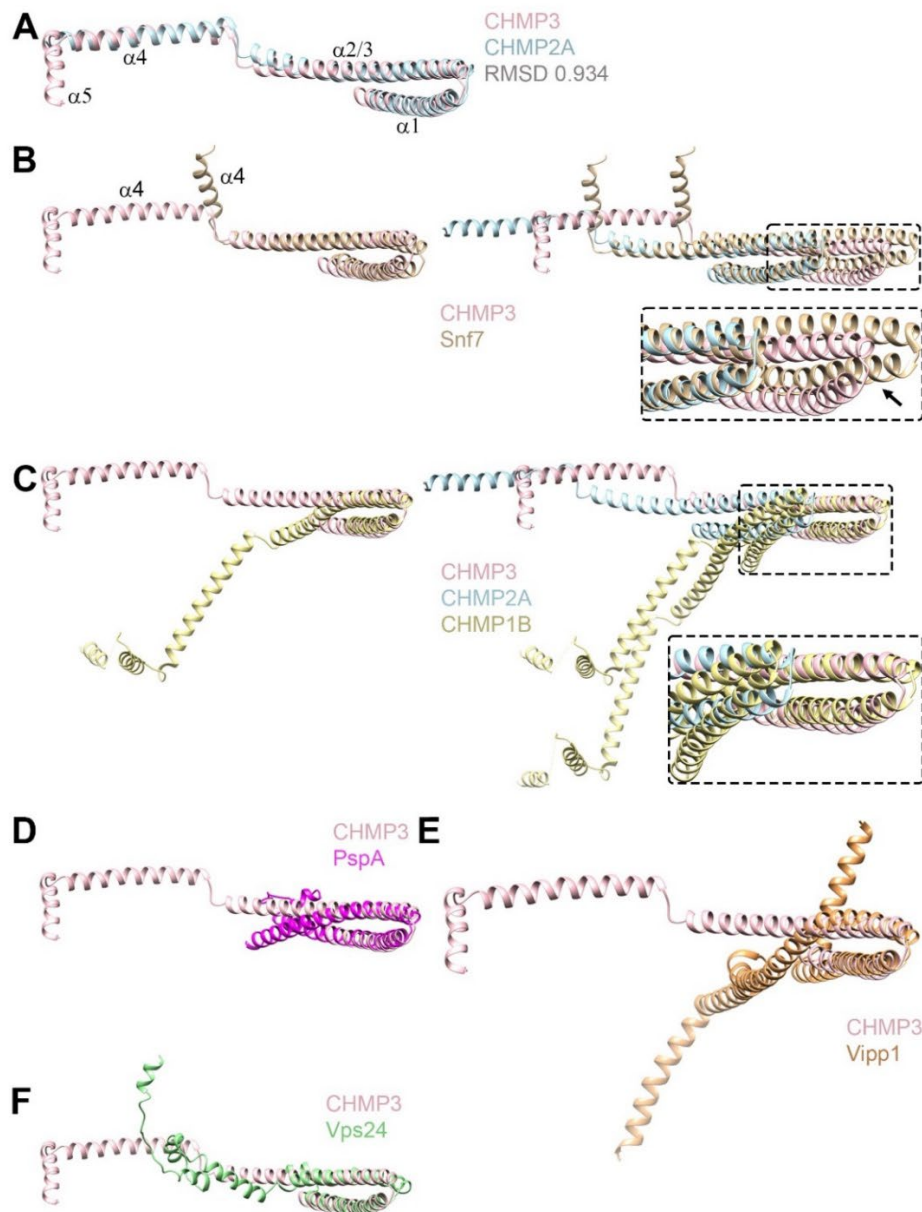 A
CHMP3
CHMP2A
RMSD 0.934
α4
α2/3
α5
α1
B
α4
α4
CHMP3
Snf7
C
CHMP3
CHMP2A
CHMP1B
D
CHMP3
PspA
E
CHMP3
Vipp1
F
CHMP3
Vps24